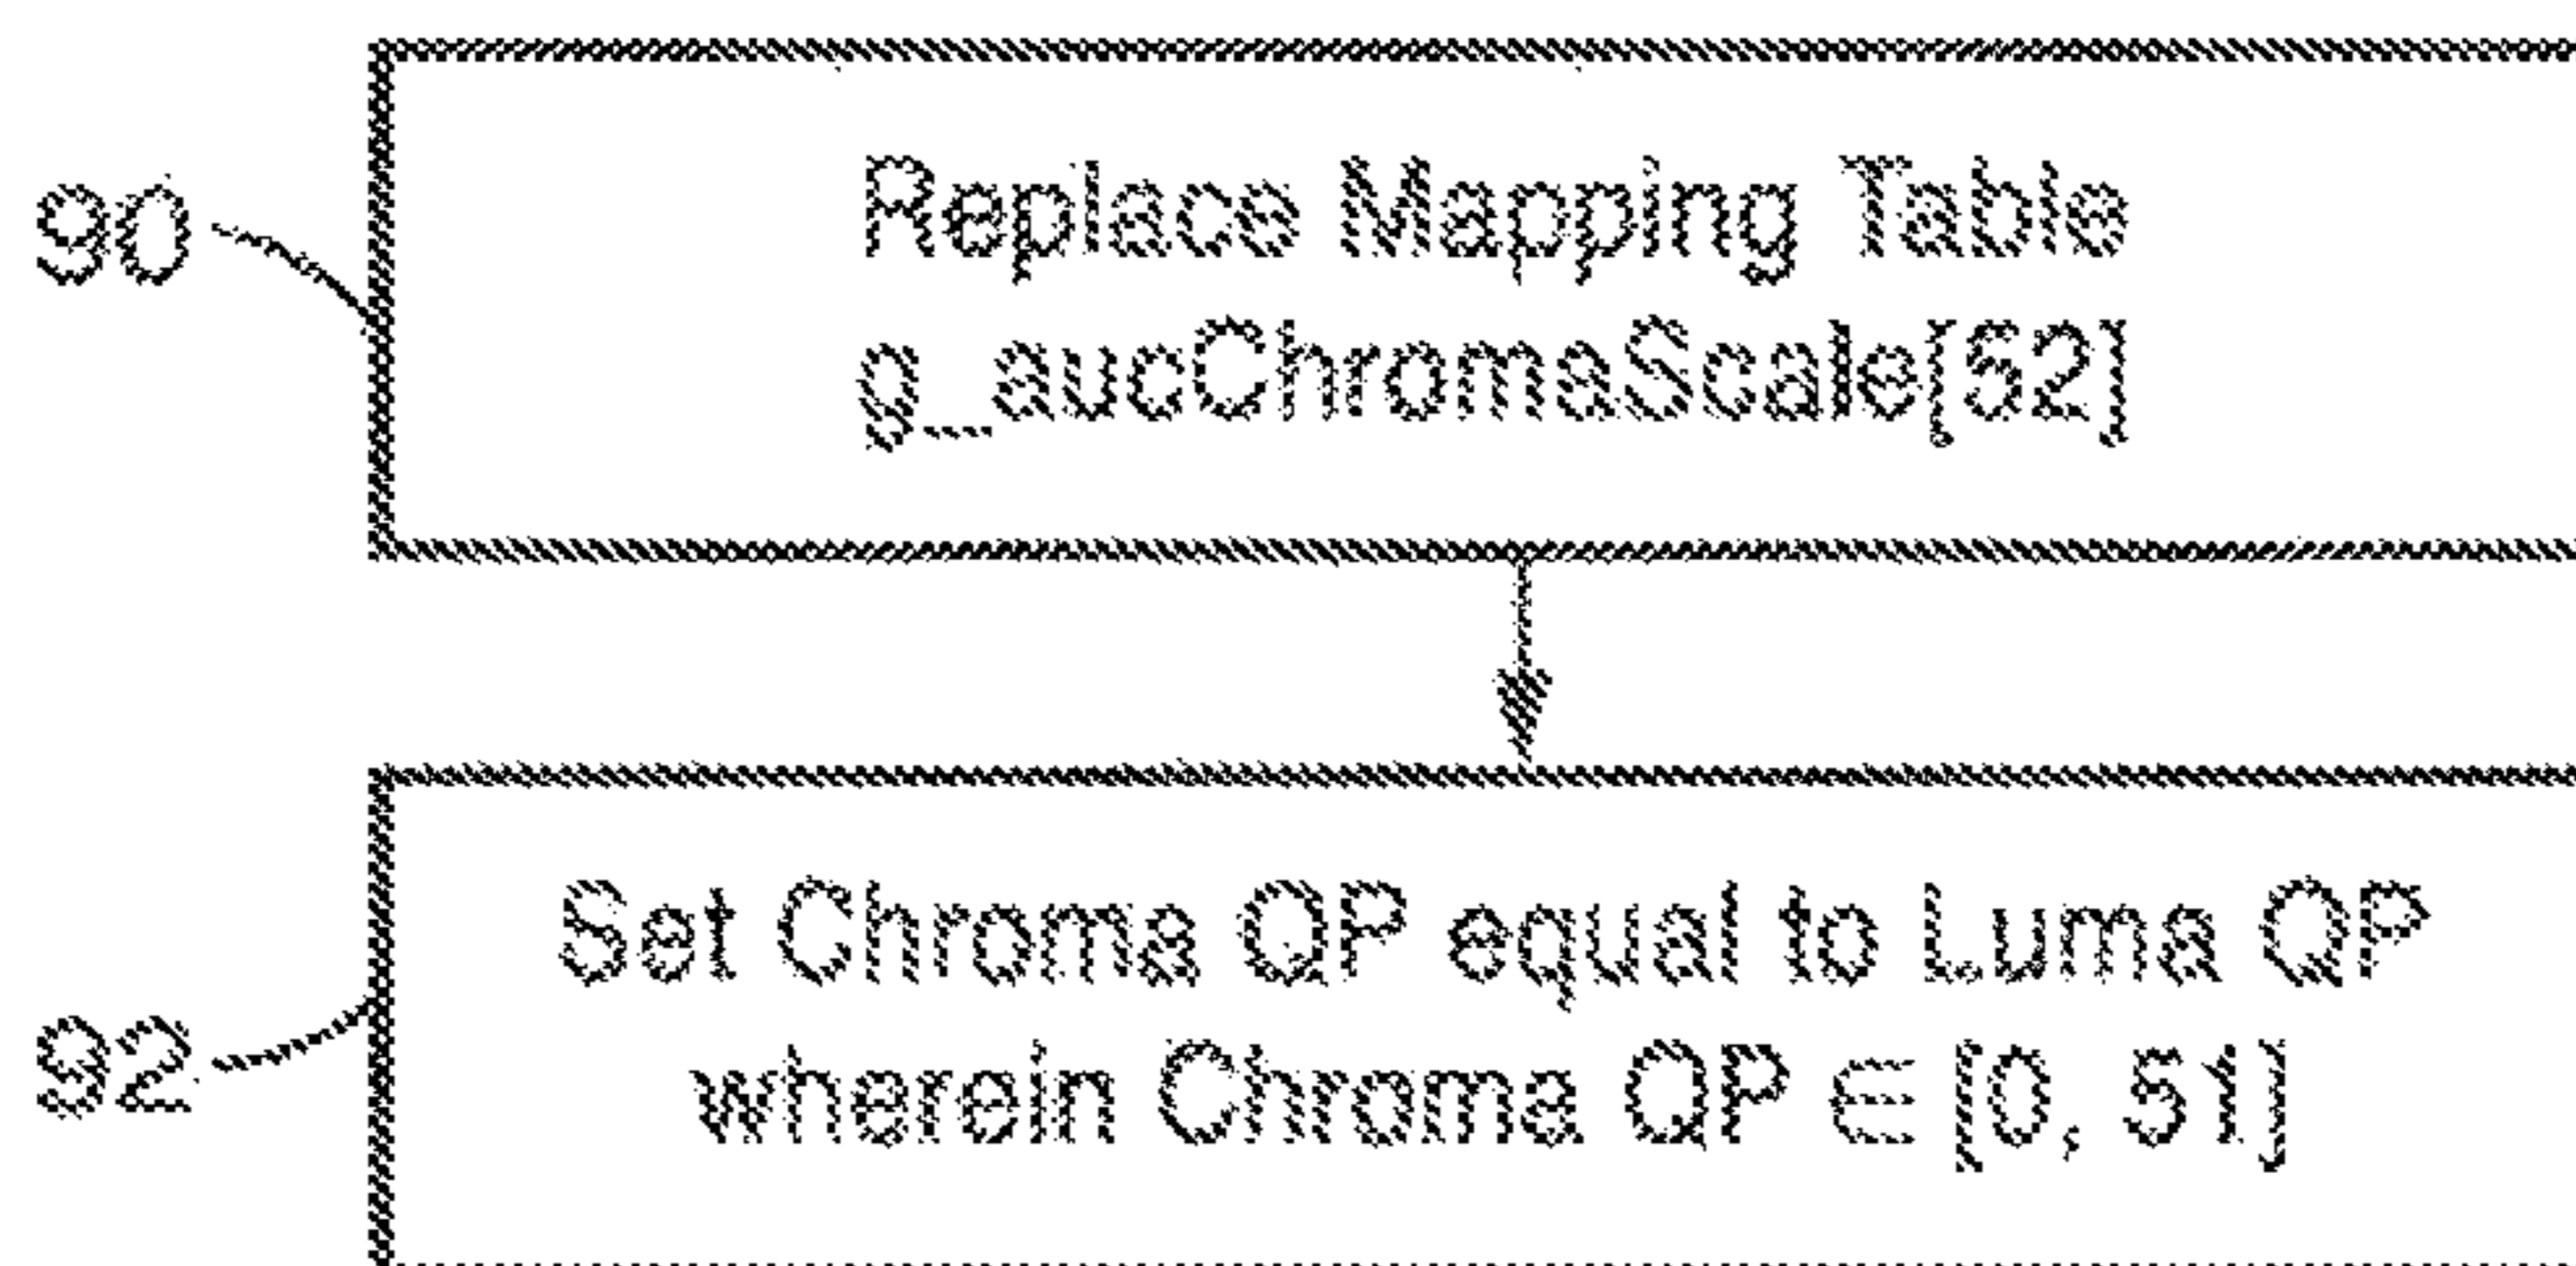 90
Replace Mapping Table
g_aucChromaScale[52]
92
Set Chroma QP equal to Luma QP
wherein Chroma QP ∈ [0, 51]